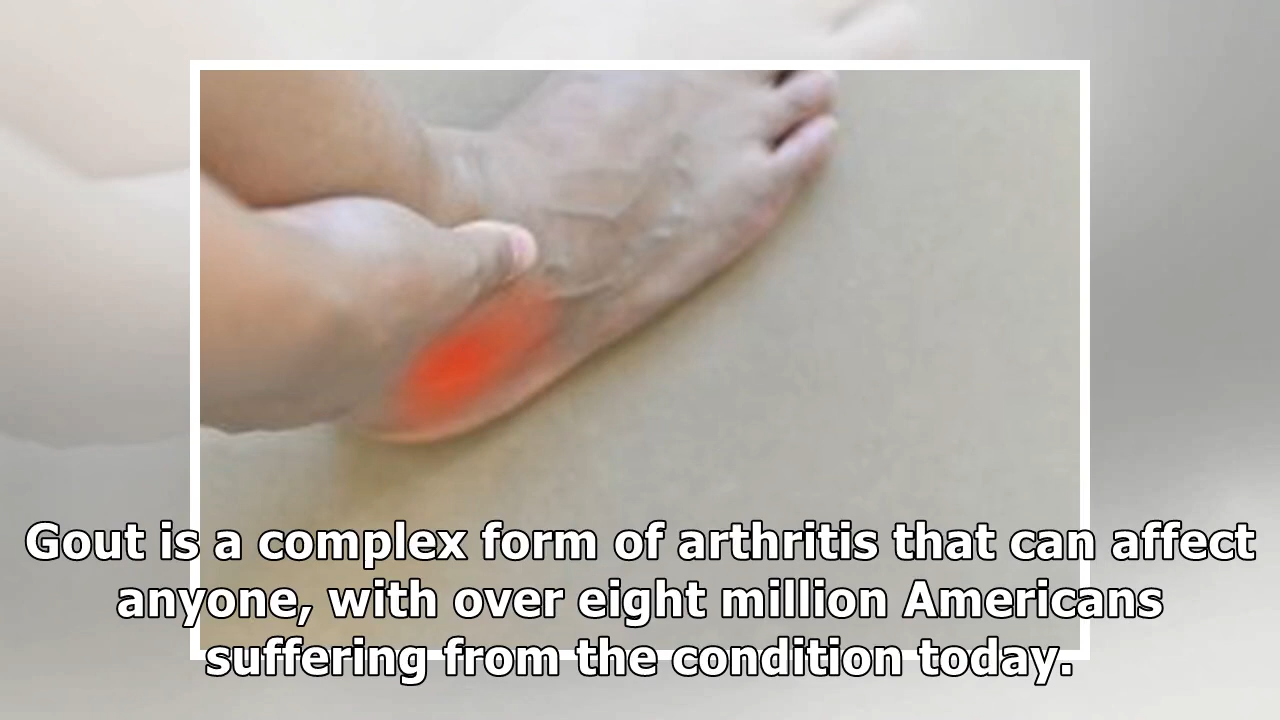 Gout is a complex form of arthritis that can affect
anyone, with over eight million Americans
suffering from the condition today.